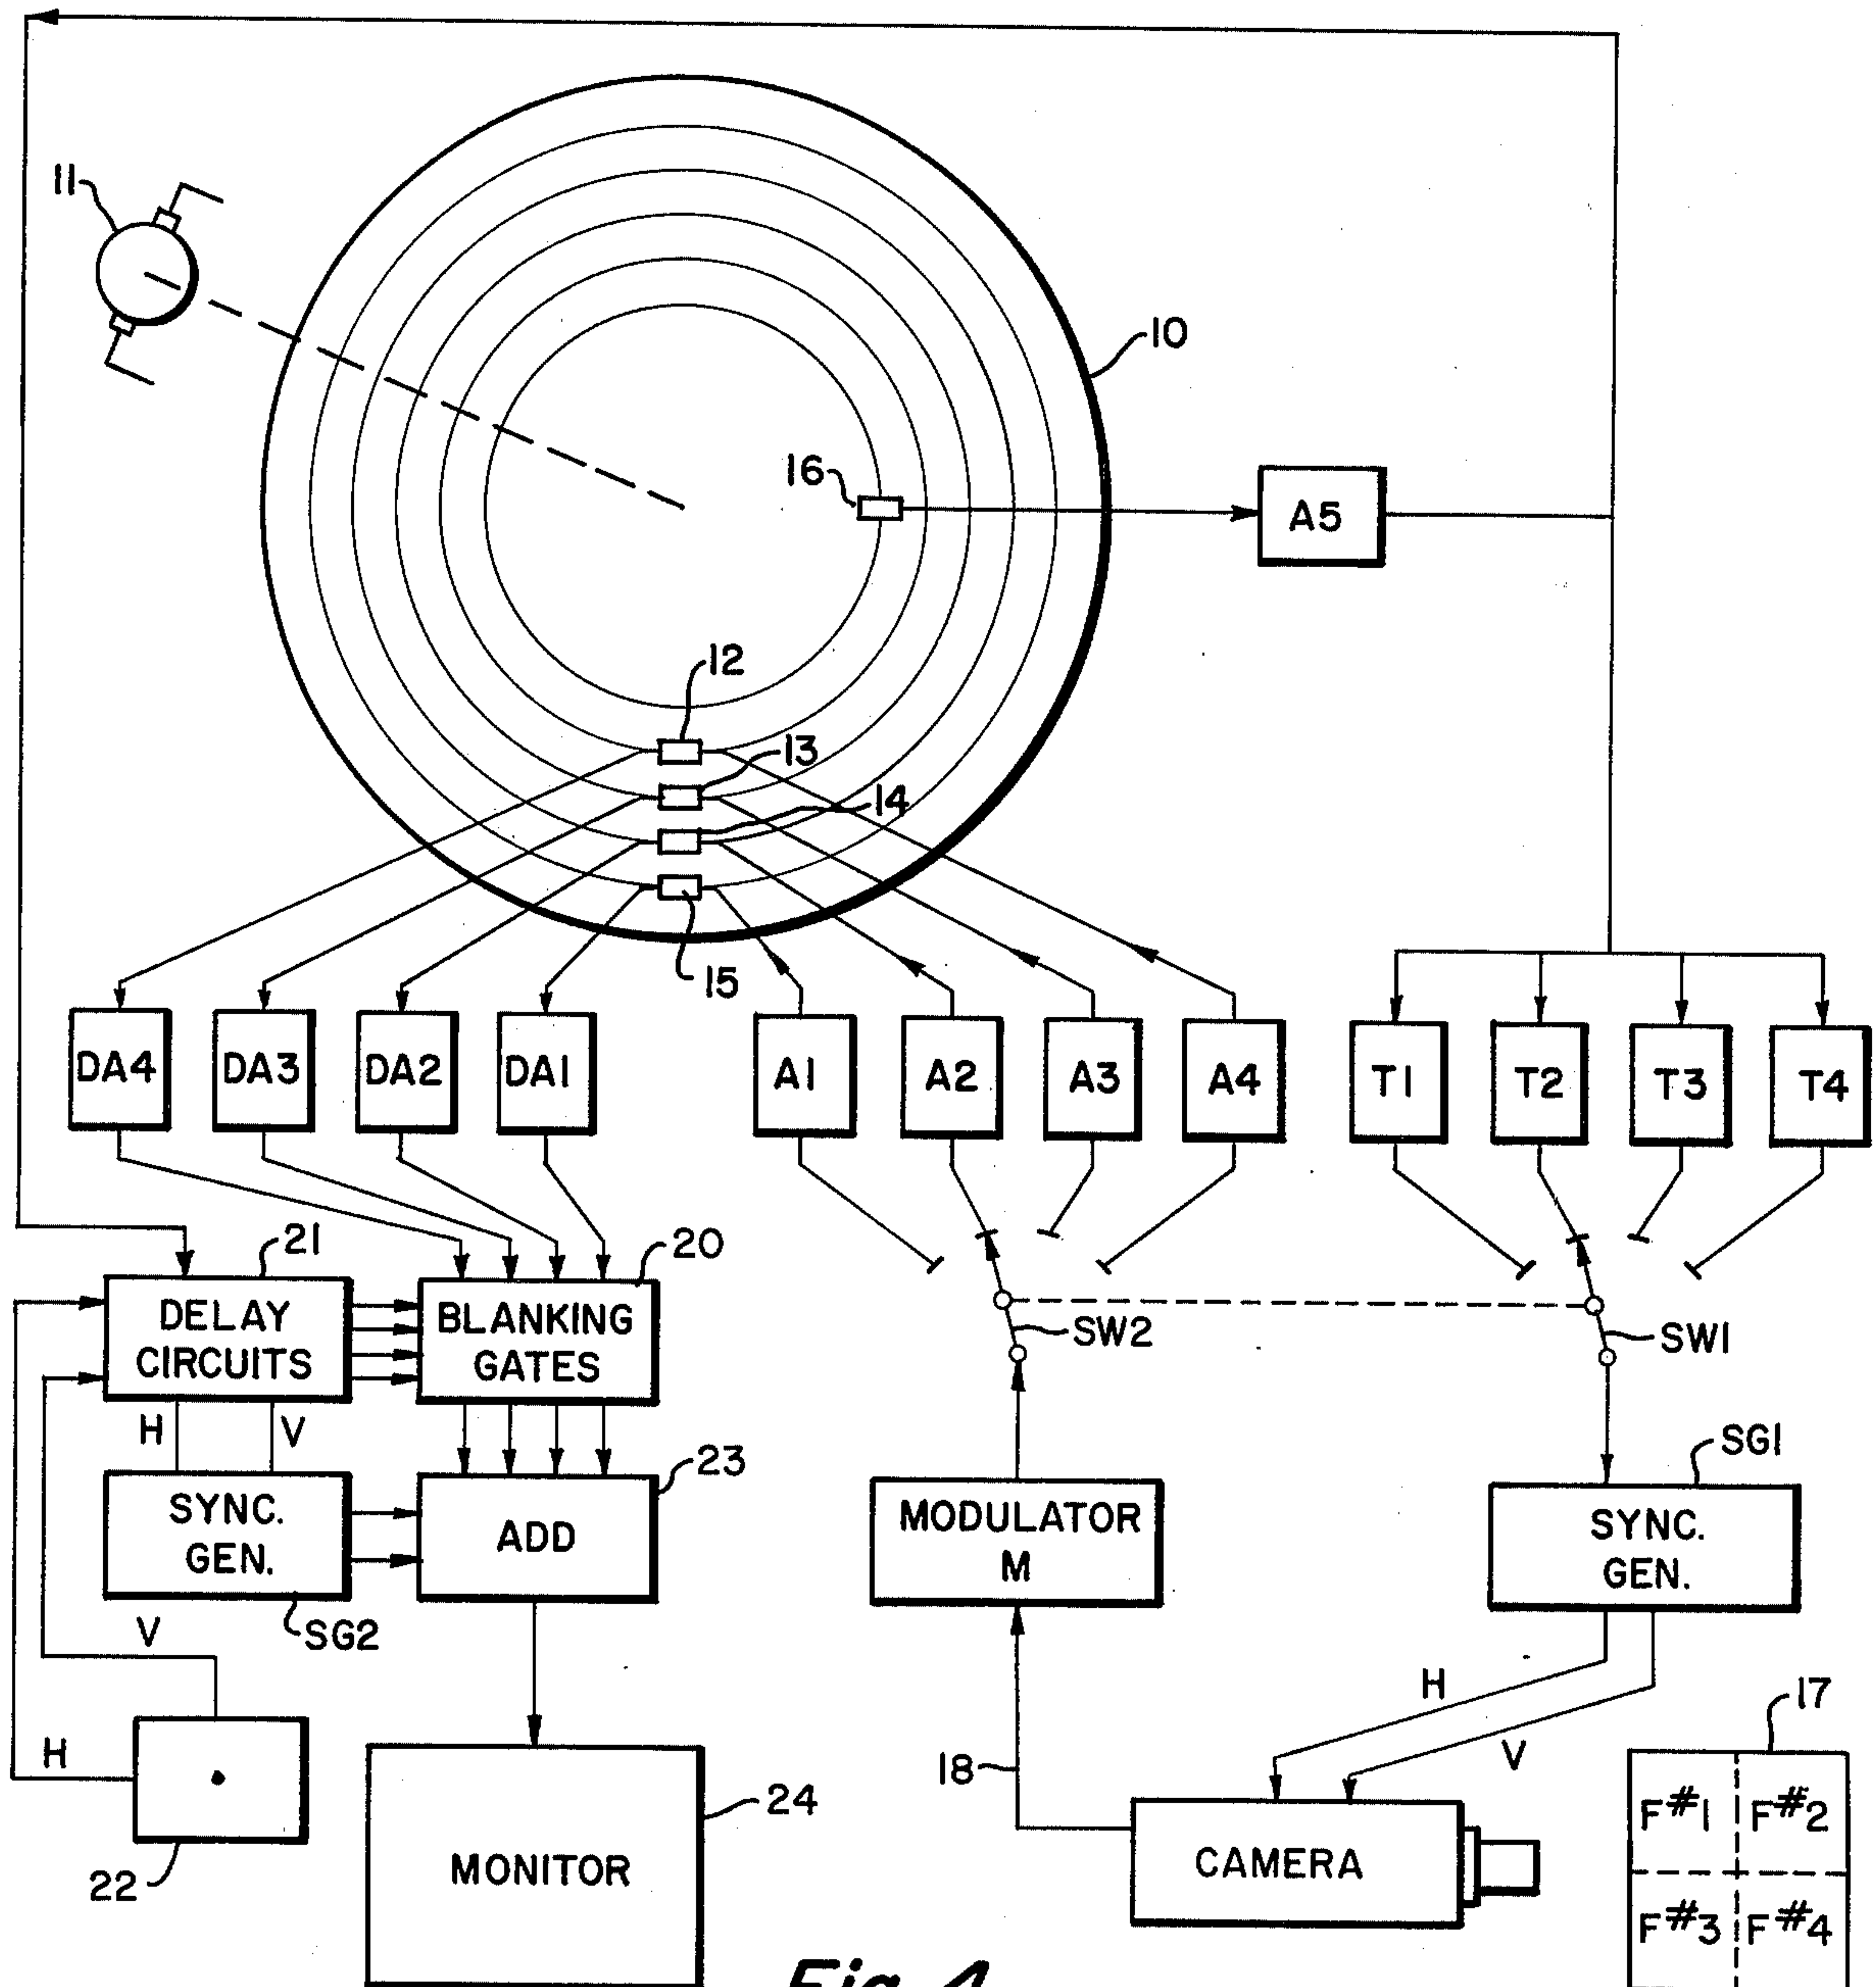 11
10
16
A5
12
13
14
15
DA4 DA3 DA2 DA1 A1 A2 A3 A4 T1 T2 T3 T4
21
20
DELAY
CIRCUITS
BLANKING
GATES
SW2
SW1
H V
23
SG1
SYNC.
GEN.
ADD
MODULATOR
M
SYNC.
GEN.
SG2
V
H
V
H
17
18
22
24
MONITOR
CAMERA
F#1 F#2
F#3 F#4
Fig. 4